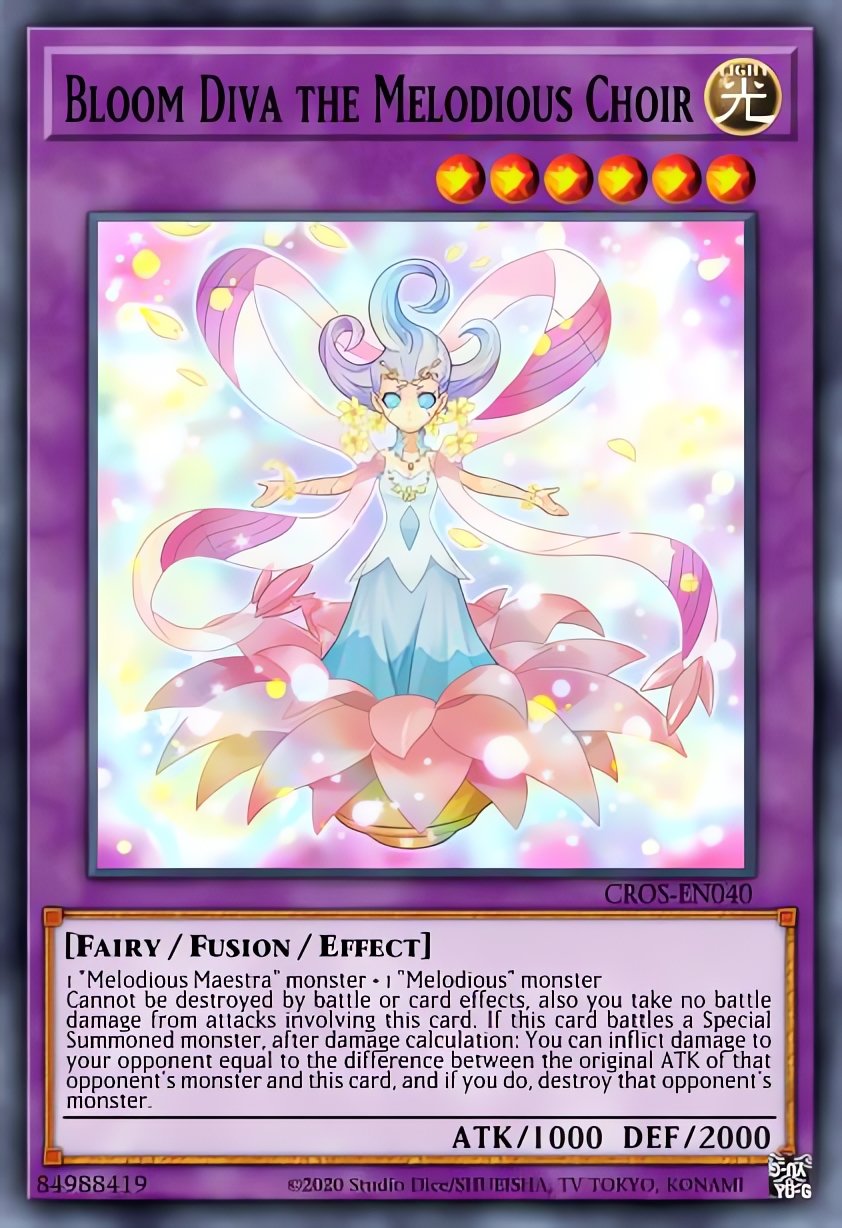 BLOOM DIVA THE MELODIOUS CHOIR
LIGHT
光
CROS-EN040
[FAIRY / FUSION / EFFECT]
1 "Melodious Maestra" monster + 1 "Melodious" monster
Cannot be destroyed by battle or card effects, also you take no battle
damage from attacks involving this card. If this card battles a Special
Summoned monster, after damage calculation: You can inflict damage to
your opponent equal to the difference between the original ATK of that
opponent's monster and this card, and if you do, destroy that opponent's
monster.
ATK/1000 DEF/2000
84988419
©2020 Studio Dice/SHUEISHA, TV TOKYO, KONAMI